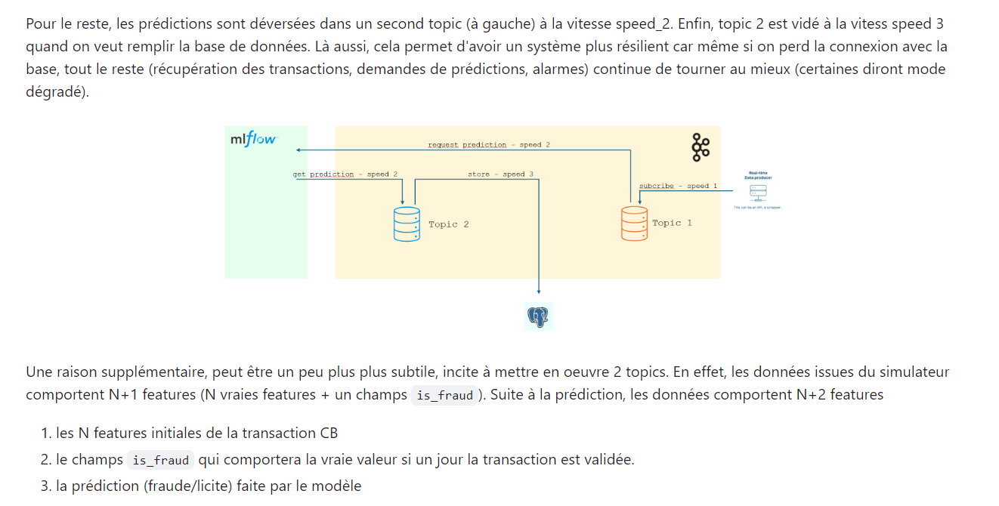 Pour le reste, les prédictions sont déversées dans un second topic (à gauche) à la vitesse speed_2. Enfin, topic 2 est vidé à la vitess speed 3
quand on veut remplir la base de données. Là aussi, cela permet d'avoir un système plus résilient car même si on perd la connexion avec la
base, tout le reste (récupération des transactions, demandes de prédictions, alarmes) continue de tourner au mieux (certaines diront mode
dégradé).
mlflow
request prediction - speed 2
get prediction - speed 2
store - speed 3
subcribe - speed 1
Real-time
Data producer
This can be an API, a scrapper...
Topic 2
Topic 1
Une raison supplémentaire, peut être un peu plus plus subtile, incite à mettre en oeuvre 2 topics. En effet, les données issues du simulateur
comportent N+1 features (N vraies features + un champs is_fraud ). Suite à la prédiction, les données comportent N+2 features
1. les N features initiales de la transaction CB
2. le champs is_fraud qui comportera la vraie valeur si un jour la transaction est validée.
3. la prédiction (fraude/licite) faite par le modèle